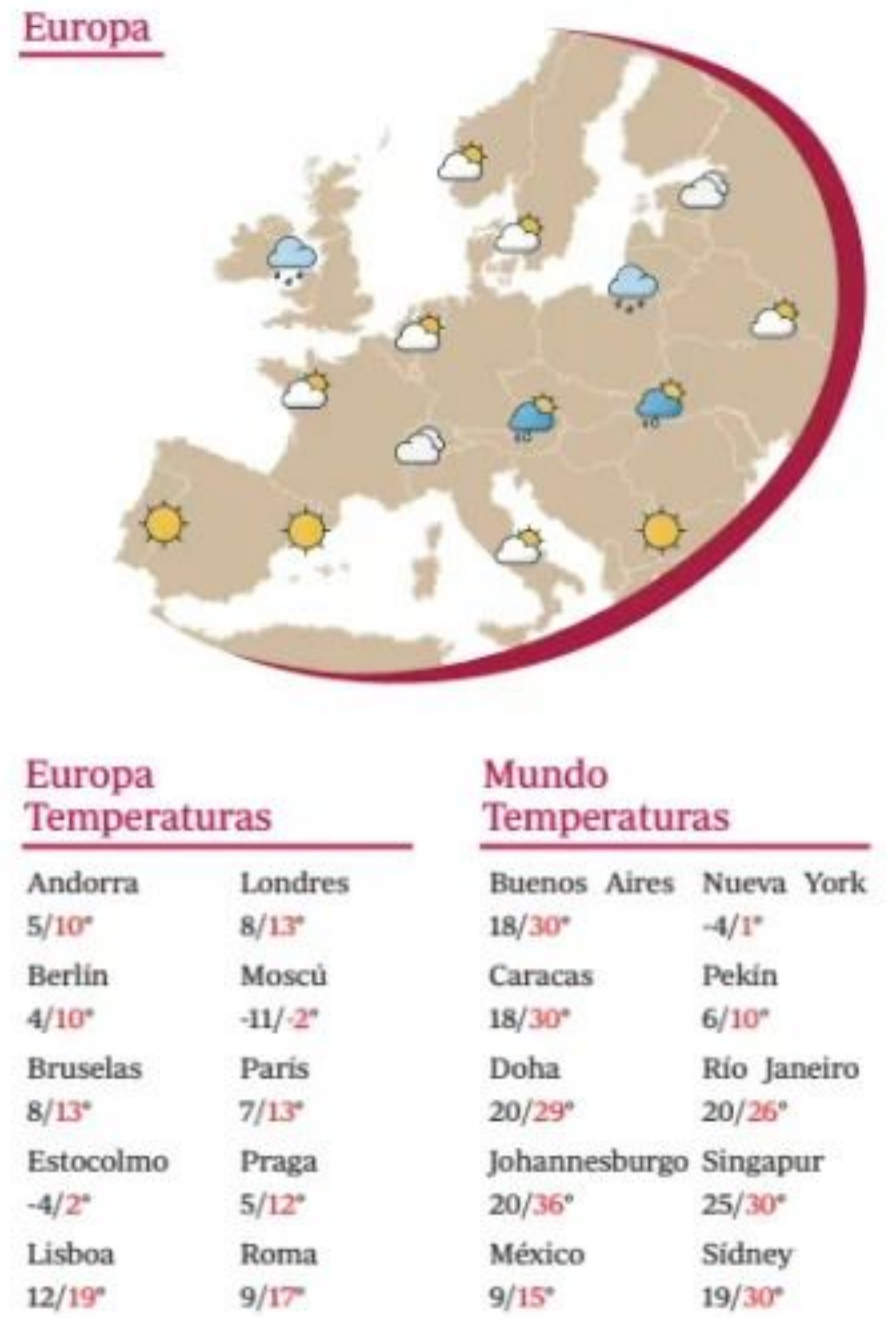 Europa
Europa
Temperaturas
Andorra
5/10°
Berlín
4/10°
Bruselas
8/13°
Estocolmo
-4/2°
Lisboa
12/19°
Londres
8/13°
Moscú
-11/-2°
París
7/13°
Praga
5/12°
Roma
9/17°
Mundo
Temperaturas
Buenos Aires
18/30°
Caracas
18/30°
Doha
20/29°
Johannesburgo
20/36°
México
9/15°
Nueva York
-4/1°
Pekín
6/10°
Río Janeiro
20/26°
Singapur
25/30°
Sídney
19/30°